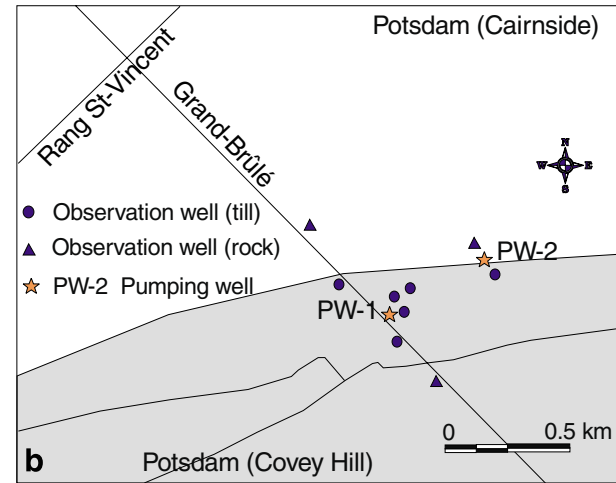 Potsdam (Cairnside)
Rang St-Vincent
Grand-Brûlé
N
W E
S
Observation well (till)
Observation well (rock)
PW-2 Pumping well
PW-2
PW-1
0 0.5 km
b
Potsdam (Covey Hill)